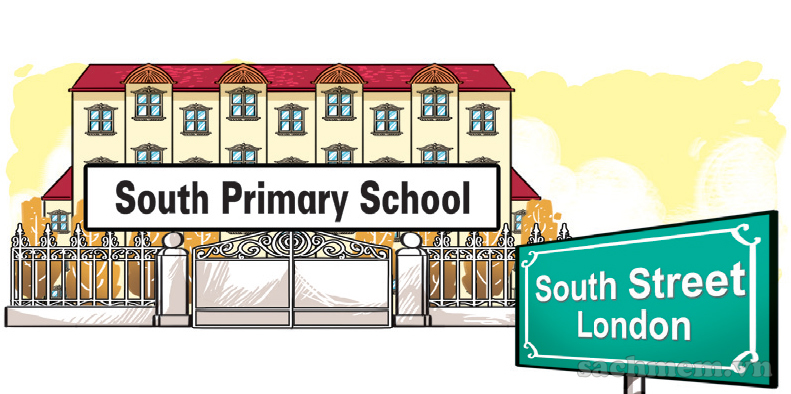 South Primary School
South Street
London
sachmem.vn